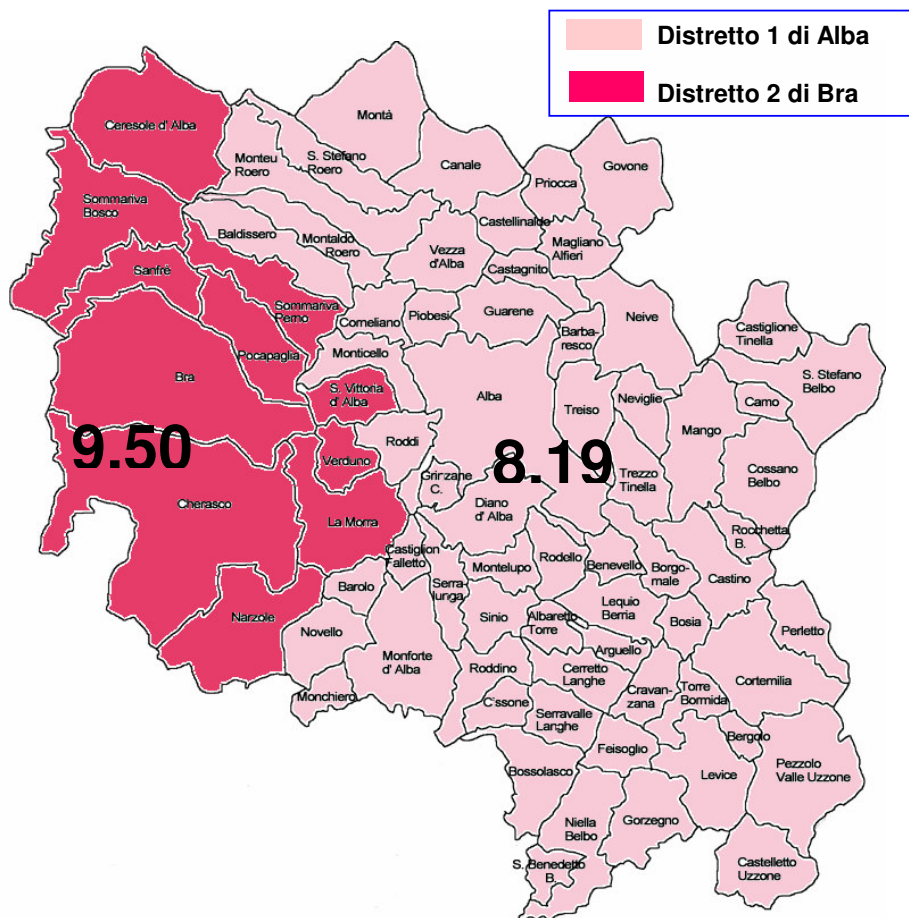 Distretto 1 di Alba
Distretto 2 di Bra
Ceresole d' Alba
Montà
Monteu
Roero
S. Stefano
Roero
Canale
Priocca
Govone
Sommariva
Bosco
Baldissero
Montaldo
Roero
Castellinaldo
Vezza
d'Alba
Magliano
Alfieri
Castagnito
Sanfré
Sommariva
Perno
Corneliano
Piobesi
Guarene
Barba-
resco
Neive
Castiglione
Tinella
Pocapaglia
Monticello
S. Stefano
Belbo
Bra
S. Vittoria
d' Alba
Alba
Treiso
Neviglie
Camo
Mango
9.50
8.19
Roddi
Verduno
Trezzo
Tinella
Cossano
Belbo
Grinzane
C.
Cherasco
La Morra
Diano
d' Alba
Rocchetta
B.
Castiglion
Falletto
Serra-
lunga
Montelupo
Rodello
Benevello
Borgo-
male
Castino
Barolo
Narzole
Novello
Sinio
Albaretto
Torre
Lequio
Berria
Bosia
Perletto
Arguello
Monforte
d' Alba
Roddino
Cerretto
Langhe
Cravan-
zana
Torre
Bormida
Cortemilia
Monchiero
Cissone
Serravalle
Langhe
Feisoglio
Bergolo
Bossolasco
Levice
Pezzolo
Valle Uzzone
Niella
Belbo
Gorzegno
S. Benedetto
B.
Castelletto
Uzzone